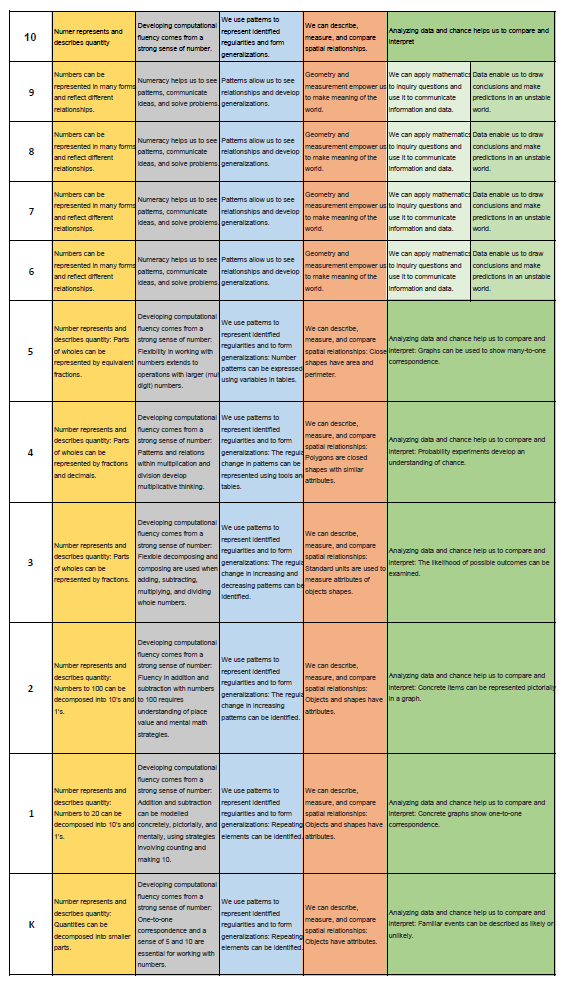 10
Numer represents and
describes quantity
Developing computational
fluency comes from a
strong sense of number.
We use patterns to
represent identified
regularities and form
generalizations.
We can describe,
measure, and compare
spatial relationships.
Analyzing data and chance helps us to compare and
interpret
9
Numbers can be
represented in many forms
and reflect different
relationships.
Numeracy helps us to see
patterns, communicate
ideas, and solve problems.
Patterns allow us to see
relationships and develop
generalizations.
Geometry and
measurement empower us
to make meaning of the
world.
We can apply mathematics
to inquiry questions and
use it to communicate
information and data.
Data enable us to draw
conclusions and make
predictions in an unstable
world.
8
Numbers can be
represented in many forms
and reflect different
relationships.
Numeracy helps us to see
patterns, communicate
ideas, and solve problems.
Patterns allow us to see
relationships and develop
generalizations.
Geometry and
measurement empower us
to make meaning of the
world.
We can apply mathematics
to inquiry questions and
use it to communicate
information and data.
Data enable us to draw
conclusions and make
predictions in an unstable
world.
7
Numbers can be
represented in many forms
and reflect different
relationships.
Numeracy helps us to see
patterns, communicate
ideas, and solve problems.
Patterns allow us to see
relationships and develop
generalizations.
Geometry and
measurement empower us
to make meaning of the
world.
We can apply mathematics
to inquiry questions and
use it to communicate
information and data.
Data enable us to draw
conclusions and make
predictions in an unstable
world.
6
Numbers can be
represented in many forms
and reflect different
relationships.
Numeracy helps us to see
patterns, communicate
ideas, and solve problems.
Patterns allow us to see
relationships and develop
generalizations.
Geometry and
measurement empower us
to make meaning of the
world.
We can apply mathematics
to inquiry questions and
use it to communicate
information and data.
Data enable us to draw
conclusions and make
predictions in an unstable
world.
5
Number represents and
describes quantity: Parts
of wholes can be
represented by equivalent
fractions.
Developing computational
fluency comes from a
strong sense of number:
Flexibility in working with
numbers extends to
operations with larger (mul
digit) numbers.
We use patterns to
represent identified
regularities and to form
generalizations: Number
patterns can be expressed
using variables in tables.
We can describe,
measure, and compare
spatial relationships: Close
shapes have area and
perimeter.
Analyzing data and chance help us to compare and
interpret: Graphs can be used to show many-to-one
correspondence.
4
Number represents and
describes quantity: Parts
of wholes can be
represented by fractions
and decimals.
Developing computational
fluency comes from a
strong sense of number:
Patterns and relations
within multiplication and
division develop
multiplicative thinking.
We use patterns to
represent identified
regularities and to form
generalizations: The regula
change in patterns can be
represented using tools an
tables.
We can describe,
measure, and compare
spatial relationships:
Polygons are closed
shapes with similar
attributes.
Analyzing data and chance help us to compare and
interpret: Probability experiments develop an
understanding of chance.
3
Number represents and
describes quantity: Parts
of wholes can be
represented by fractions.
Developing computational
fluency comes from a
strong sense of number:
Flexible decomposing and
composing are used when
adding, subtracting,
multiplying, and dividing
whole numbers.
We use patterns to
represent identified
regularities and to form
generalizations: The regula
change in increasing and
decreasing patterns can be
identified.
We can describe,
measure, and compare
spatial relationships:
Standard units are used to
measure attributes of
objects shapes.
Analyzing data and chance help us to compare and
interpret: The likelihood of possible outcomes can be
examined.
2
Number represents and
describes quantity:
Numbers to 100 can be
decomposed into 10's and
1's.
Developing computational
fluency comes from a
strong sense of number:
Fluency in addition and
subtraction with numbers
to 100 requires
understanding of place
value and mental math
strategies.
We use patterns to
represent identified
regularities and to form
generalizations: The regula
change in increasing
patterns can be identified.
We can describe,
measure, and compare
spatial relationships:
Objects and shapes have
attributes.
Analyzing data and chance help us to compare and
interpret: Concrete items can be represented pictorially
in a graph.
1
Number represents and
describes quantity:
Numbers to 20 can be
decomposed into 10's and
1's.
Developing computational
fluency comes from a
strong sense of number:
Addition and subtraction
can be modelled
concretely, pictorially, and
mentally, using strategies
involving counting and
making 10.
We use patterns to
represent identified
regularities and to form
generalizations: Repeating
elements can be identified.
We can describe,
measure, and compare
spatial relationships:
Objects and shapes have
attributes.
Analyzing data and chance help us to compare and
interpret: Concrete graphs show one-to-one
correspondence.
K
Number represents and
describes quantity:
Quantities can be
decomposed into smaller
parts.
Developing computational
fluency comes from a
strong sense of number:
One-to-one
correspondence and a
sense of 5 and 10 are
essential for working with
numbers.
We use patterns to
represent identified
regularities and to form
generalizations: Repeating
elements can be identified.
We can describe,
measure, and compare
spatial relationships:
Objects have attributes.
Analyzing data and chance help us to compare and
interpret: Familiar events can be described as likely or
unlikely.